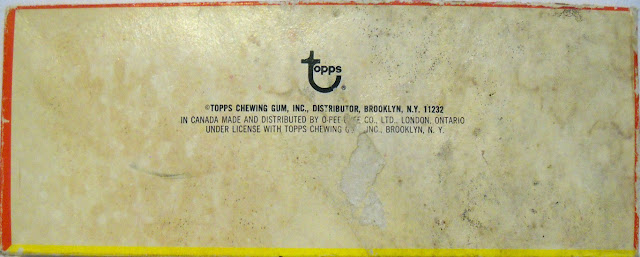 topps
®
©TOPPS CHEWING GUM, INC., DISTRIBUTOR, BROOKLYN, N.Y. 11232
IN CANADA MADE AND DISTRIBUTED BY O-PEE CO., LTD., LONDON, ONTARIO
UNDER LICENSE WITH TOPPS CHEWING INC., BROOKLYN, N. Y.